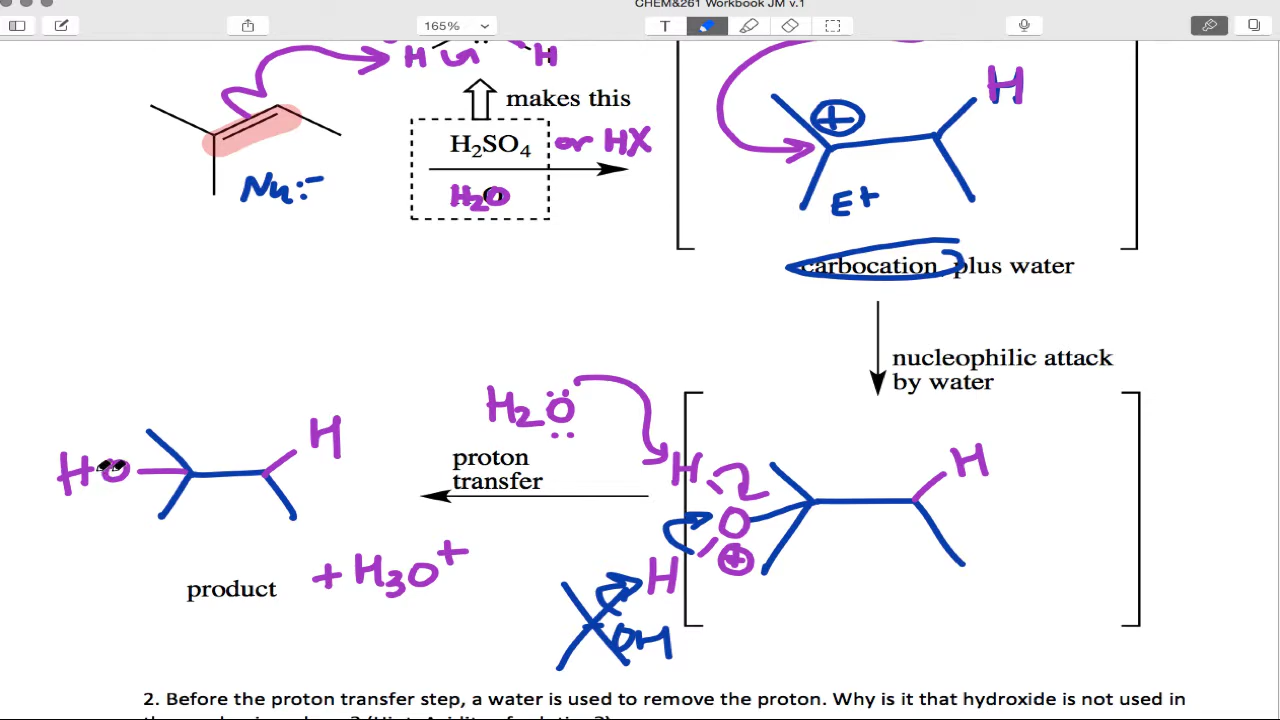 CHEM&261 Workbook JM v.1
165%
T
H
H
makes this
H₂SO₄ or HX
H₂O
Nu:–
H
+
E+
carbocation, plus water
nucleophilic attack
by water
H₂O
proton
transfer
HO
H
product
+ H₃O+
H
O
+
H
H
OH
2. Before the proton transfer step, a water is used to remove the proton. Why is it that hydroxide is not used in